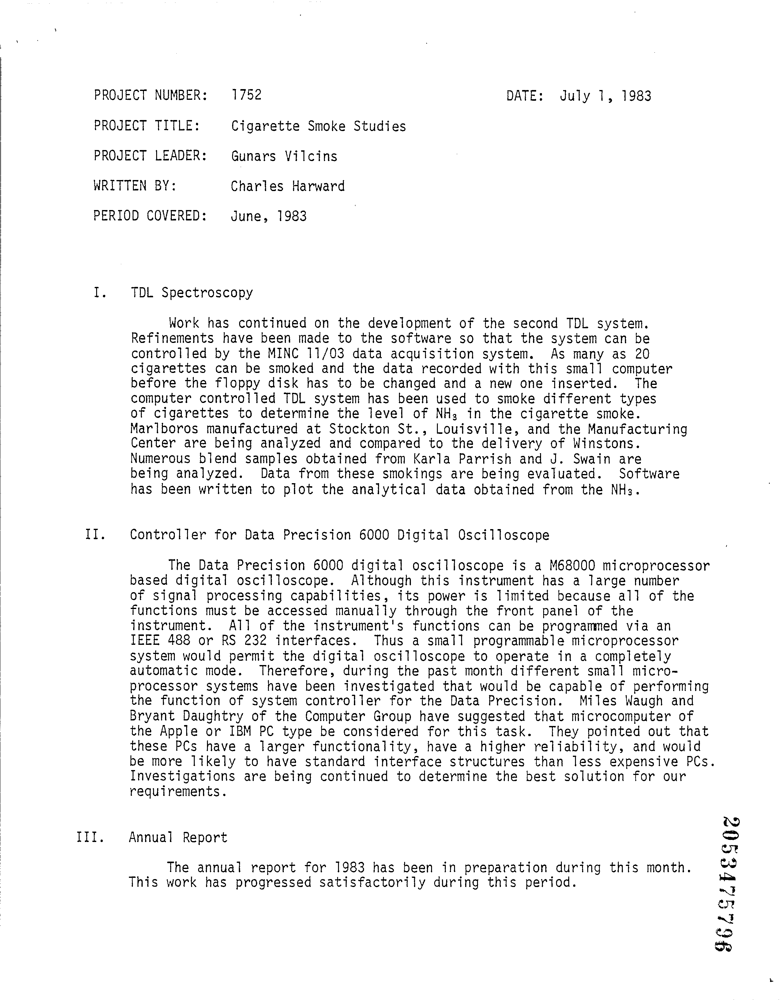 PROJECT NUMBER: 1752 DATE: July 1, 1983
PROJECT TITLE: Cigarette Smoke Studies
PROJECT LEADER: Gunars Vilcins
WRITTEN BY: Charles Harward
PERIOD COVERED: June, 1983
I. TDL Spectroscopy
Work has continued on the development of the second TDL system.
Refinements have been made to the software so that the system can be
controlled by the MINC 11/03 data acquisition system. As many as 20
cigarettes can be smoked and the data recorded with this small computer
before the floppy disk has to be changed and a new one inserted. The
computer controlled TDL system has been used to smoke different types
of cigarettes to determine the level of NH₃ in the cigarette smoke.
Marlboros manufactured at Stockton St., Louisville, and the Manufacturing
Center are being analyzed and compared to the delivery of Winstons.
Numerous blend samples obtained from Karla Parrish and J. Swain are
being analyzed. Data from these smokings are being evaluated. Software
has been written to plot the analytical data obtained from the NH₃.
II. Controller for Data Precision 6000 Digital Oscilloscope
The Data Precision 6000 digital oscilloscope is a M68000 microprocessor
based digital oscilloscope. Although this instrument has a large number
of signal processing capabilities, its power is limited because all of the
functions must be accessed manually through the front panel of the
instrument. All of the instrument's functions can be programmed via an
IEEE 488 or RS 232 interfaces. Thus a small programmable microprocessor
system would permit the digital oscilloscope to operate in a completely
automatic mode. Therefore, during the past month different small micro-
processor systems have been investigated that would be capable of performing
the function of system controller for the Data Precision. Miles Waugh and
Bryant Daughtry of the Computer Group have suggested that microcomputer of
the Apple or IBM PC type be considered for this task. They pointed out that
these PCs have a larger functionality, have a higher reliability, and would
be more likely to have standard interface structures than less expensive PCs.
Investigations are being continued to determine the best solution for our
requirements.
III. Annual Report
The annual report for 1983 has been in preparation during this month.
This work has progressed satisfactorily during this period.
2053475796